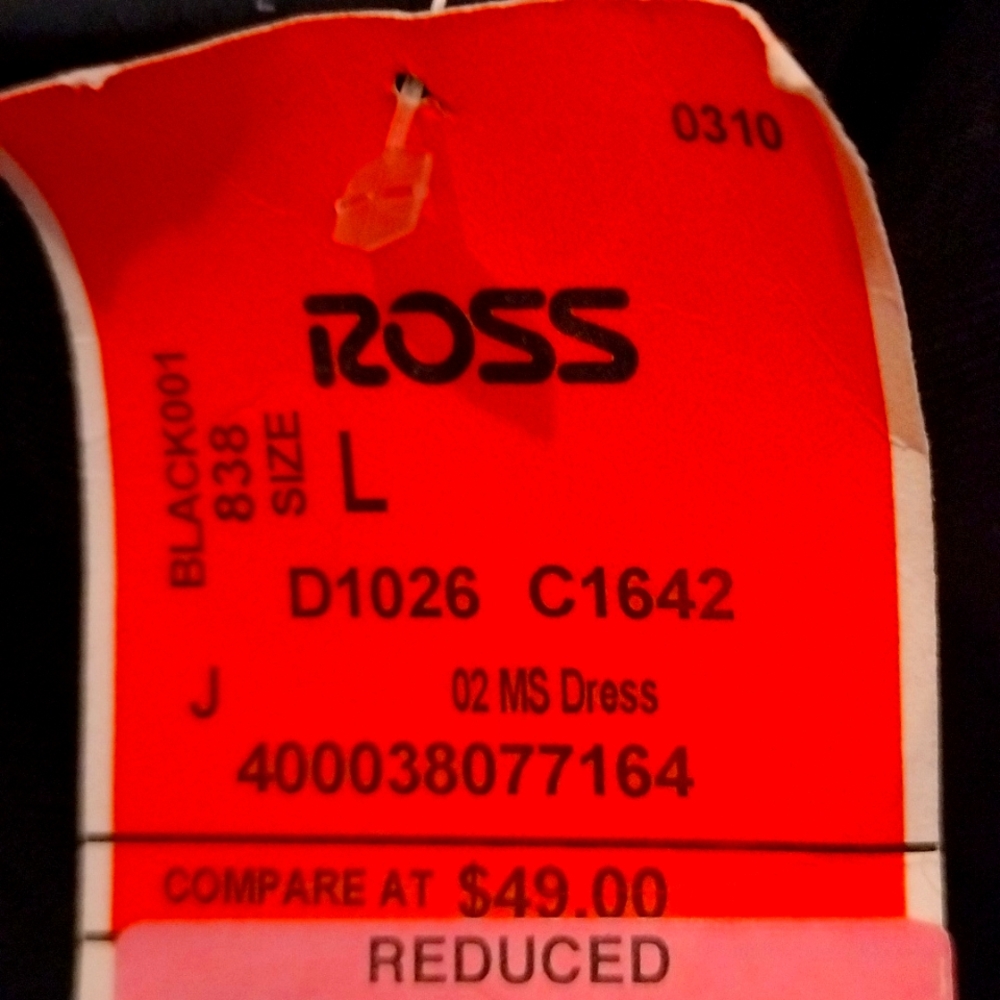 0310
ROSS
BLACK001
838
SIZE
L
D1026 C1642
J 02 MS Dress
400038077164
COMPARE AT $49.00
REDUCED